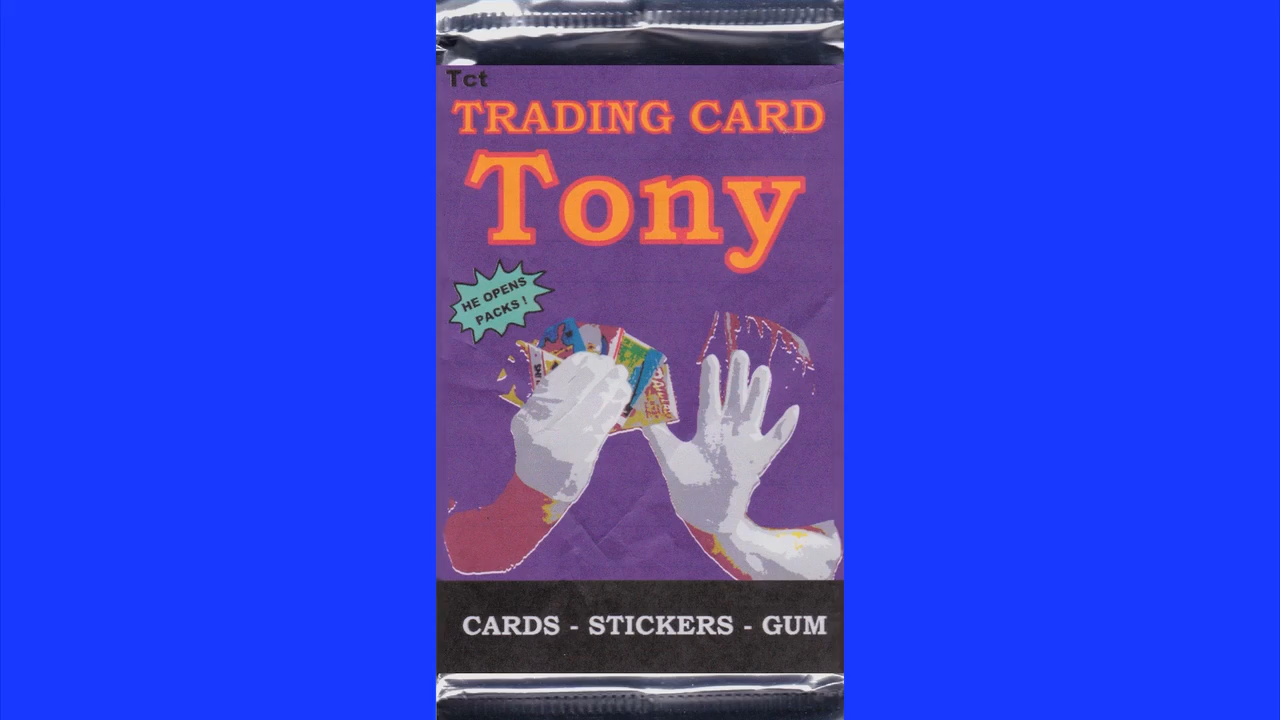 Tct
TRADING CARD
Tony
HE OPENS
PACKS !
CARDS - STICKERS - GUM